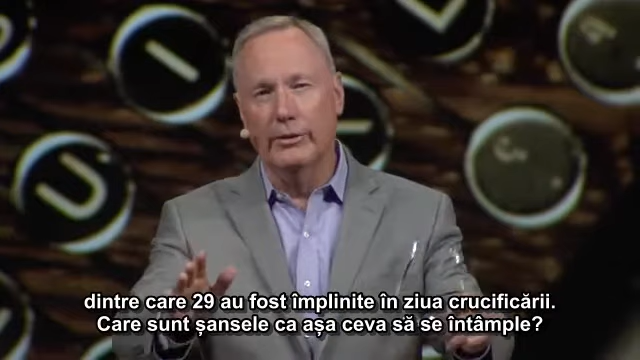 dintre care 29 au fost împlinite în ziua crucificării.
Care sunt șansele ca așa ceva să se întâmple?